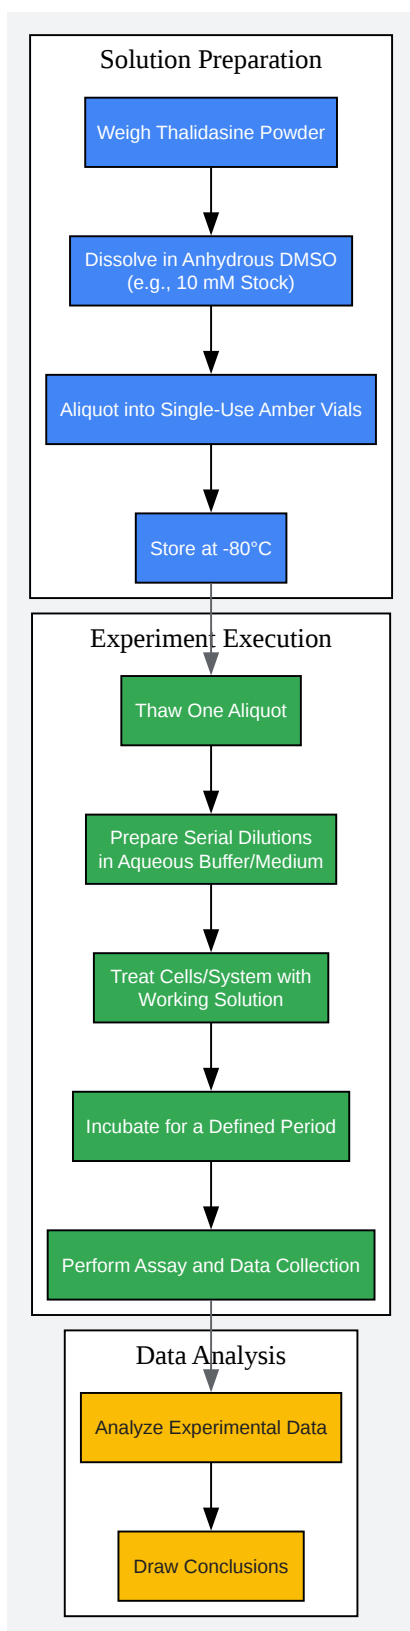 Solution Preparation
Weigh Thalidasine Powder
Dissolve in Anhydrous DMSO
(e.g., 10 mM Stock)
Aliquot into Single-Use Amber Vials
Store at -80°C
Experiment Execution
Thaw One Aliquot
Prepare Serial Dilutions
in Aqueous Buffer/Medium
Treat Cells/System with
Working Solution
Incubate for a Defined Period
Perform Assay and Data Collection
Data Analysis
Analyze Experimental Data
Draw Conclusions